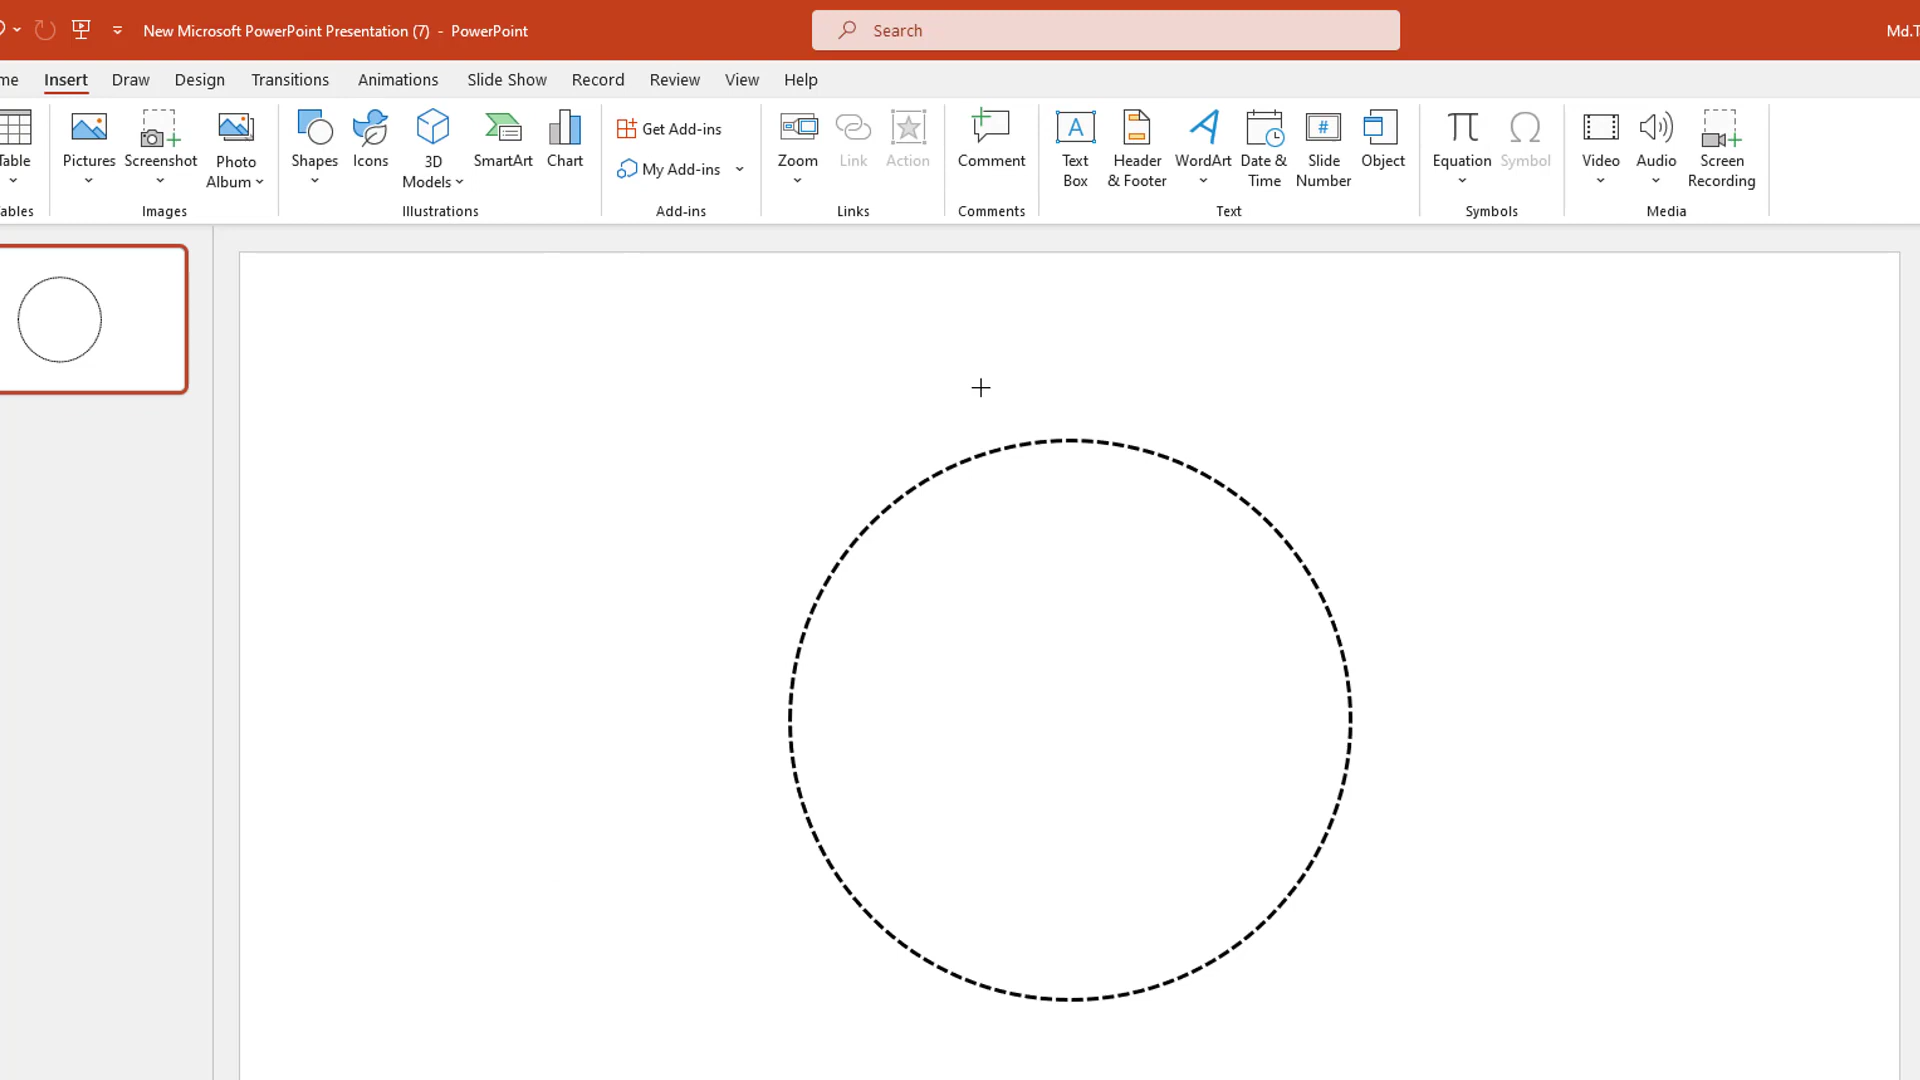 New Microsoft PowerPoint Presentation (7) - PowerPoint
Search
Md.T
me Insert Draw Design Transitions Animations Slide Show Record Review View Help
Table
Pictures
Screenshot
Photo
Album
Shapes
Icons
3D
Models
SmartArt
Chart
Get Add-ins
My Add-ins
Zoom
Link
Action
Comment
Text
Box
Header
& Footer
WordArt
Date &
Time
Slide
Number
Object
Equation
Symbol
Video
Audio
Screen
Recording
ables
Images
Illustrations
Add-ins
Links
Comments
Text
Symbols
Media